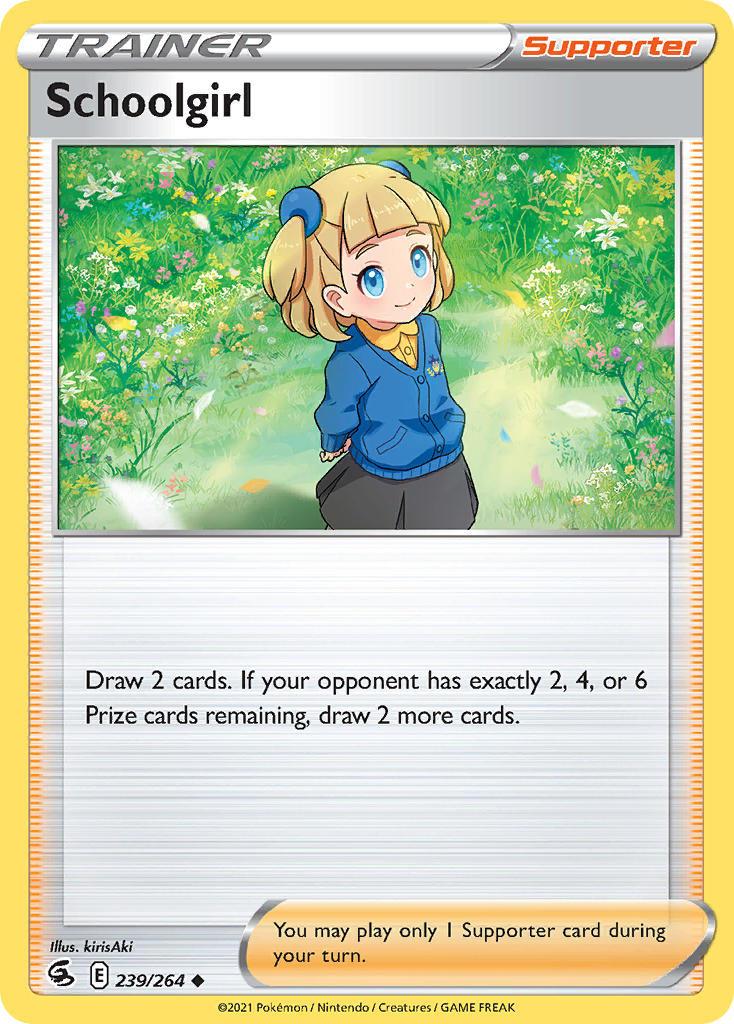 TRAINER Supporter
Schoolgirl
Draw 2 cards. If your opponent has exactly 2, 4, or 6
Prize cards remaining, draw 2 more cards.
You may play only 1 Supporter card during
your turn.
Illus. kirisAki
E 239/264
©2021 Pokémon / Nintendo / Creatures / GAME FREAK